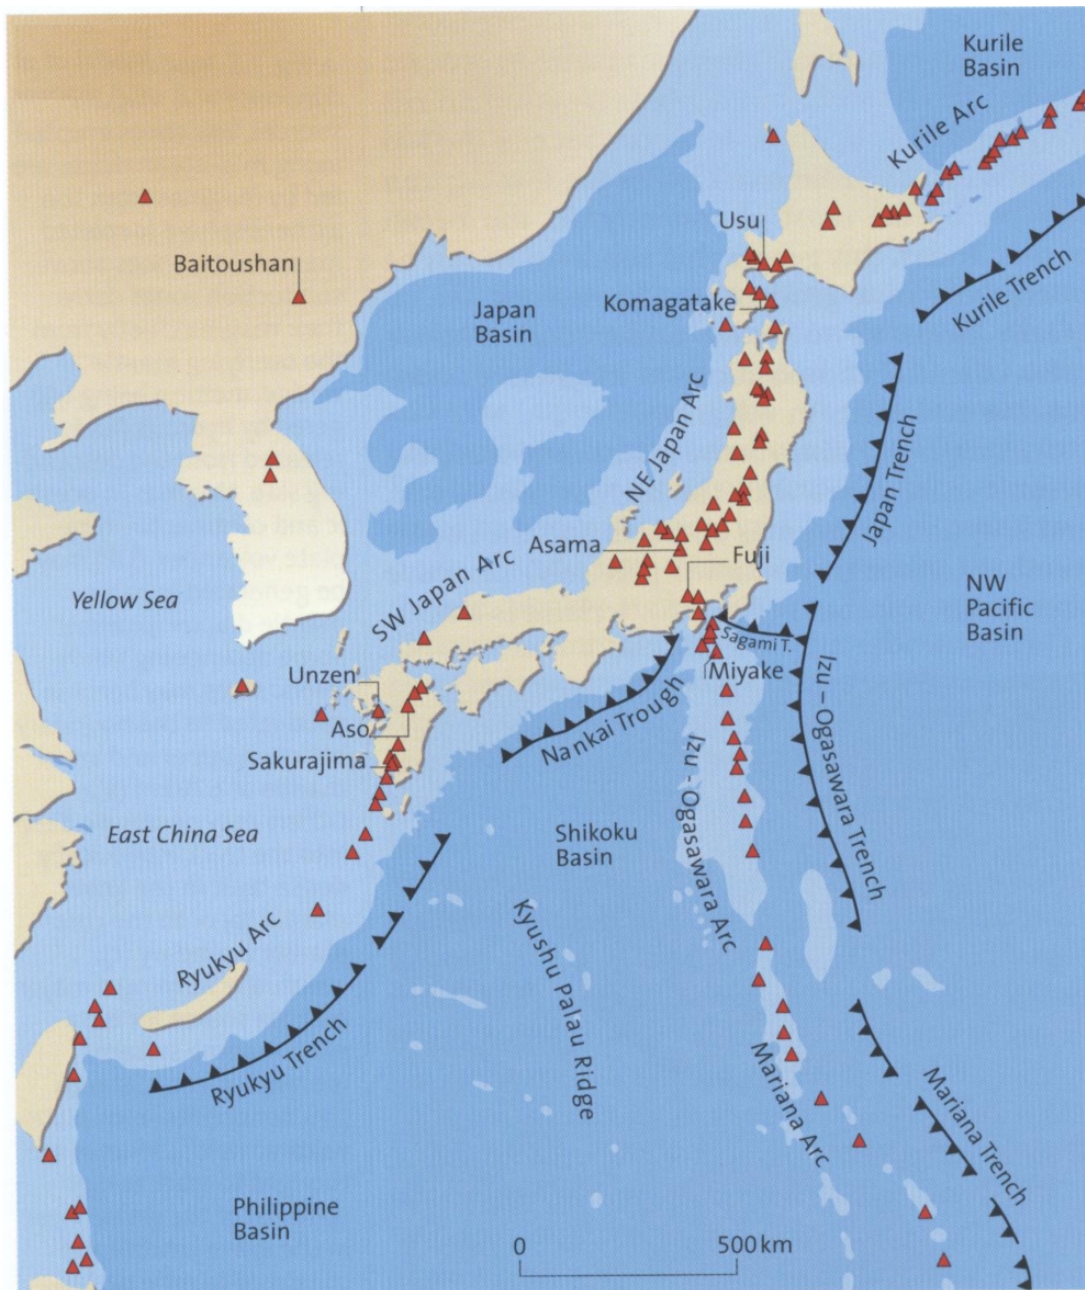 Kurile
Basin
Kurile Arc
Usu
Baitoushan
Japan
Basin
Komagatake
Kurile Trench
NE Japan Arc
Japan Trench
Asama
Fuji
Yellow Sea
SW Japan Arc
NW
Pacific
Basin
Sagami T.
Unzen
Miyake
Aso
Nankai Trough
Sakurajima
Izu - Ogasawara Arc
Izu – Ogasawara Trench
East China Sea
Shikoku
Basin
Ryukyu Arc
Kyushu Palau Ridge
Ryukyu Trench
Mariana Arc
Mariana Trench
Philippine
Basin
0
500 km